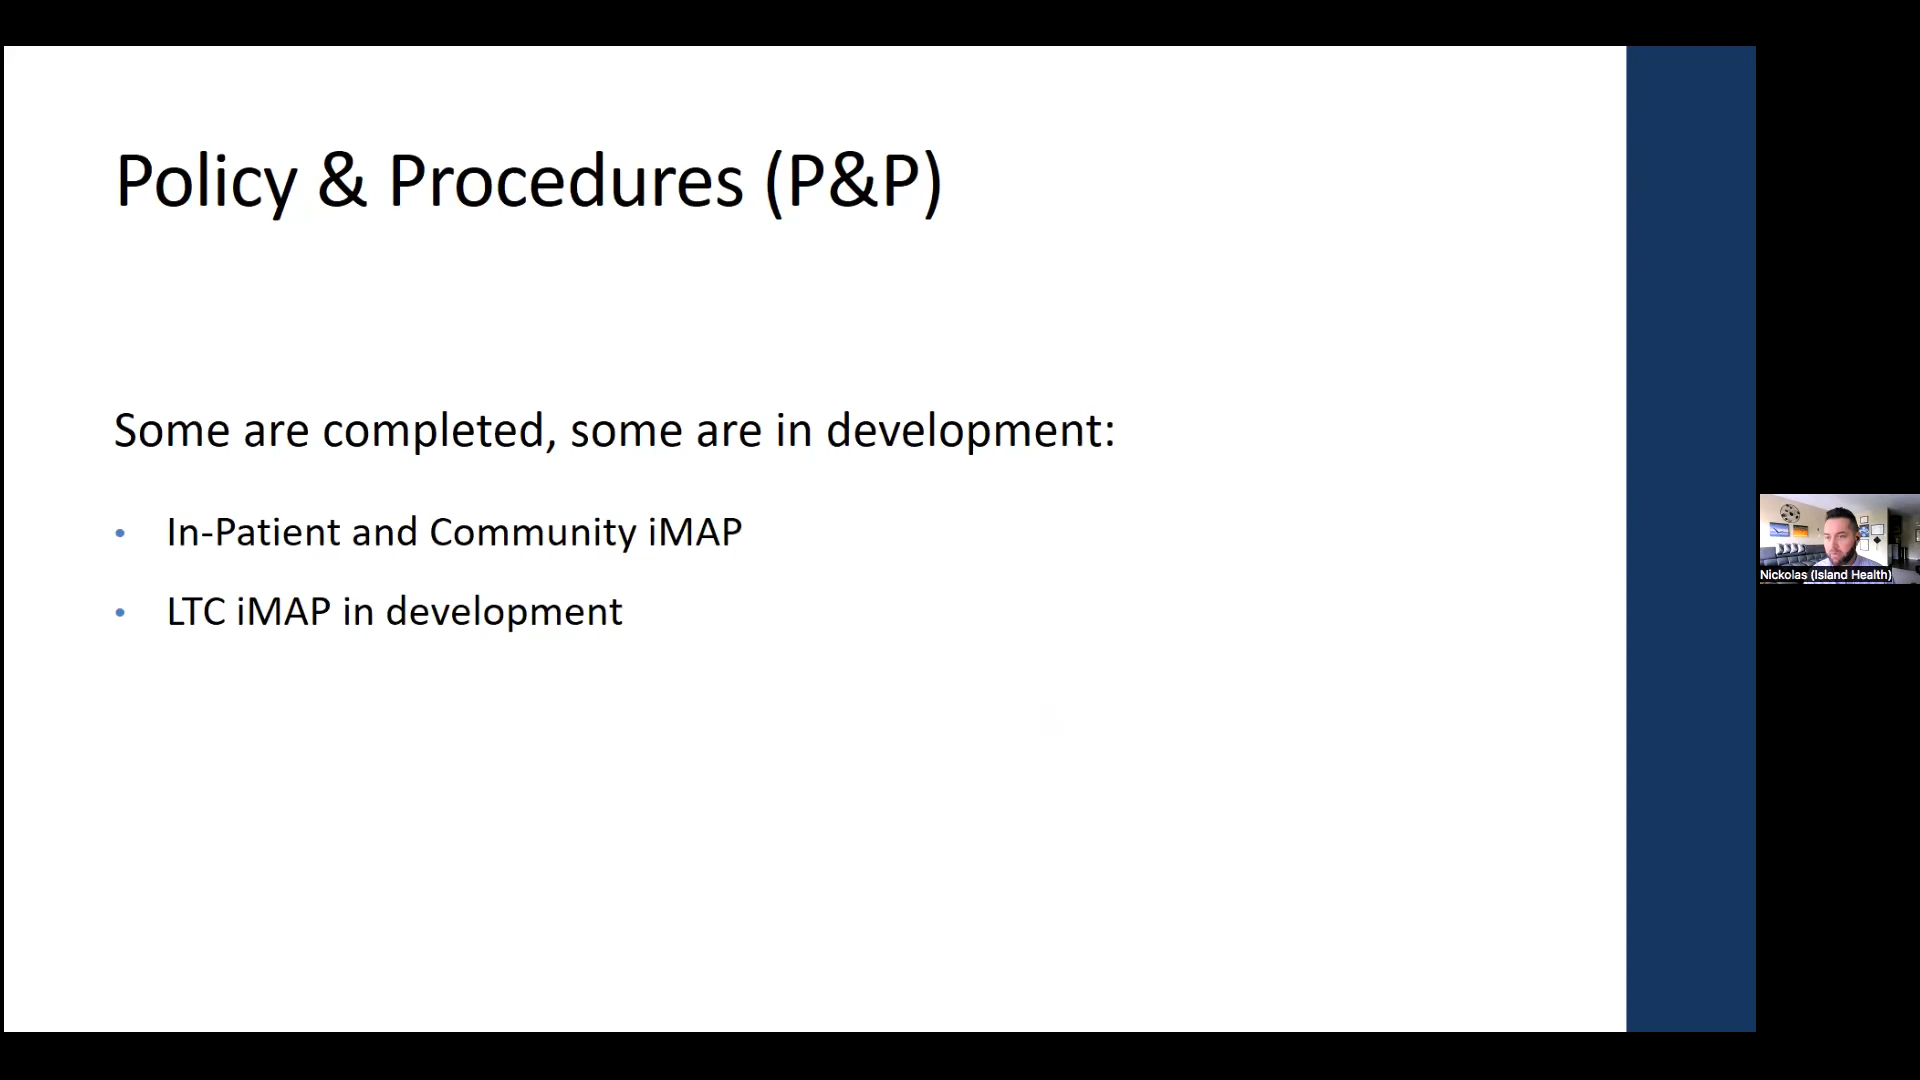 Policy & Procedures (P&P)
Some are completed, some are in development:
• In-Patient and Community iMAP
• LTC iMAP in development
Nickolas (Island Health)